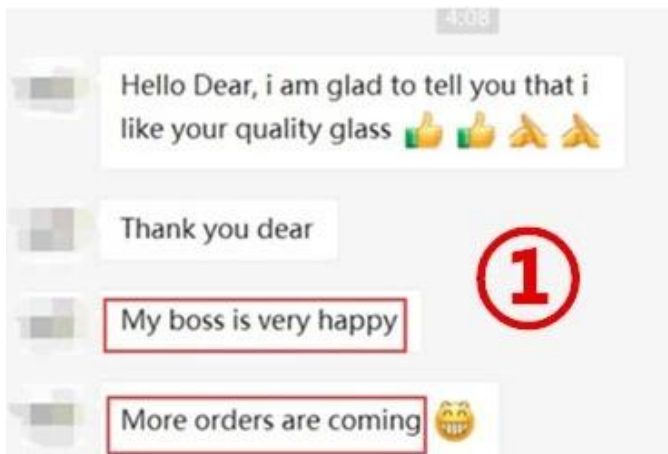 4:08
Hello Dear, i am glad to tell you that i
like your quality glass 👍 👍 🙏 🙏
Thank you dear
My boss is very happy
①
More orders are coming 😁